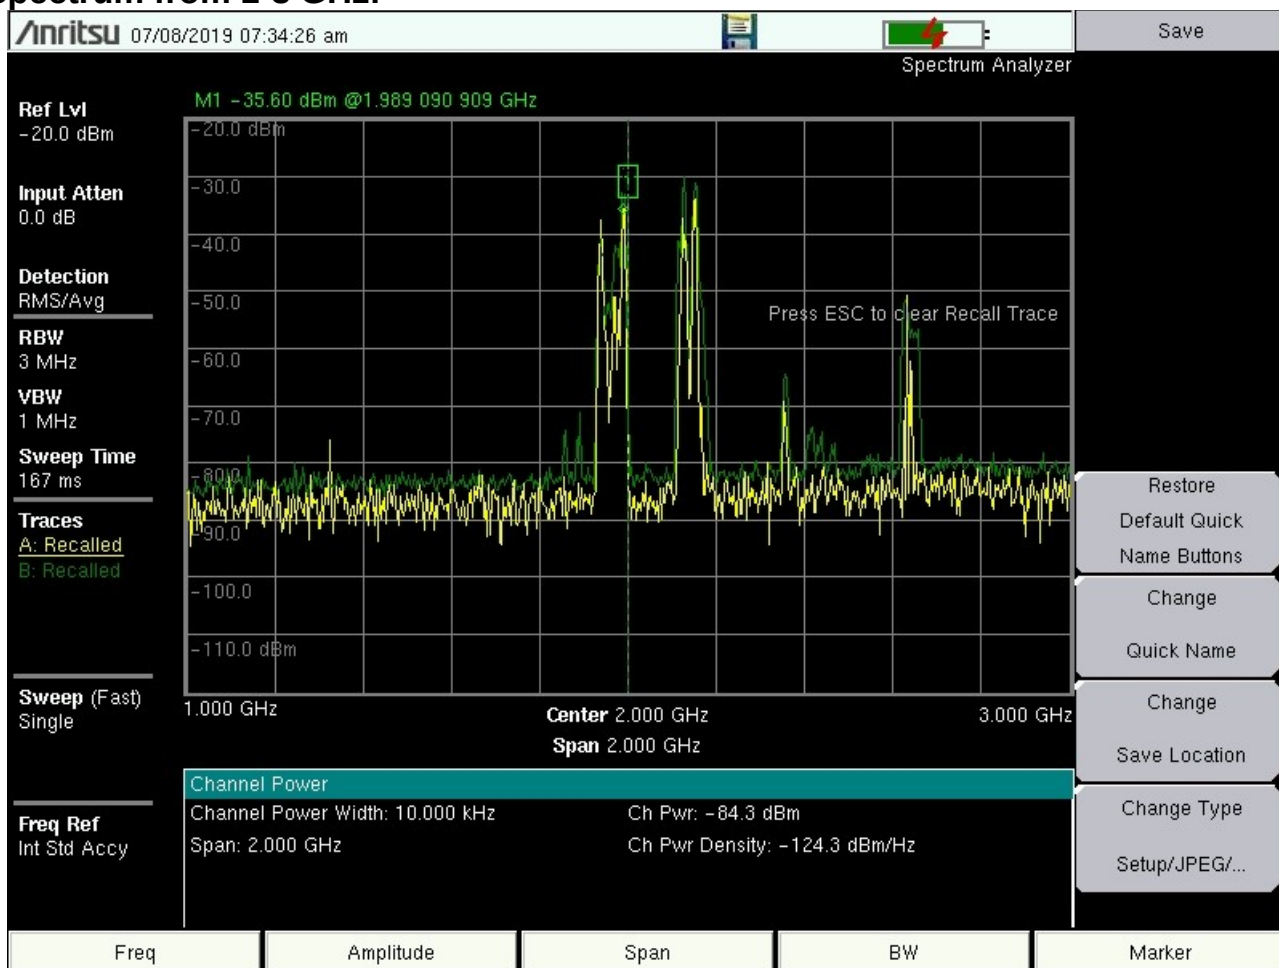 spectrum from 1-3 GHz.
Anritsu 07/08/2019 07:34:26 am
Save
Spectrum Analyzer
M1 -35.60 dBm @1.989 090 909 GHz
Ref Lvl
-20.0 dBm
Input Atten
0.0 dB
Detection
RMS/Avg
RBW
3 MHz
VBW
1 MHz
Sweep Time
167 ms
Traces
A: Recalled
B: Recalled
Sweep (Fast)
Single
Freq Ref
Int Std Accy
-20.0 dBm
-30.0
-40.0
-50.0
-60.0
-70.0
-80.0
-90.0
-100.0
-110.0 dBm
Press ESC to clear Recall Trace
1.000 GHz
Center 2.000 GHz
3.000 GHz
Span 2.000 GHz
Channel Power
Channel Power Width: 10.000 kHz
Ch Pwr: -84.3 dBm
Span: 2.000 GHz
Ch Pwr Density: -124.3 dBm/Hz
Restore
Default Quick
Name Buttons
Change
Quick Name
Change
Save Location
Change Type
Setup/JPEG/...
Freq
Amplitude
Span
BW
Marker